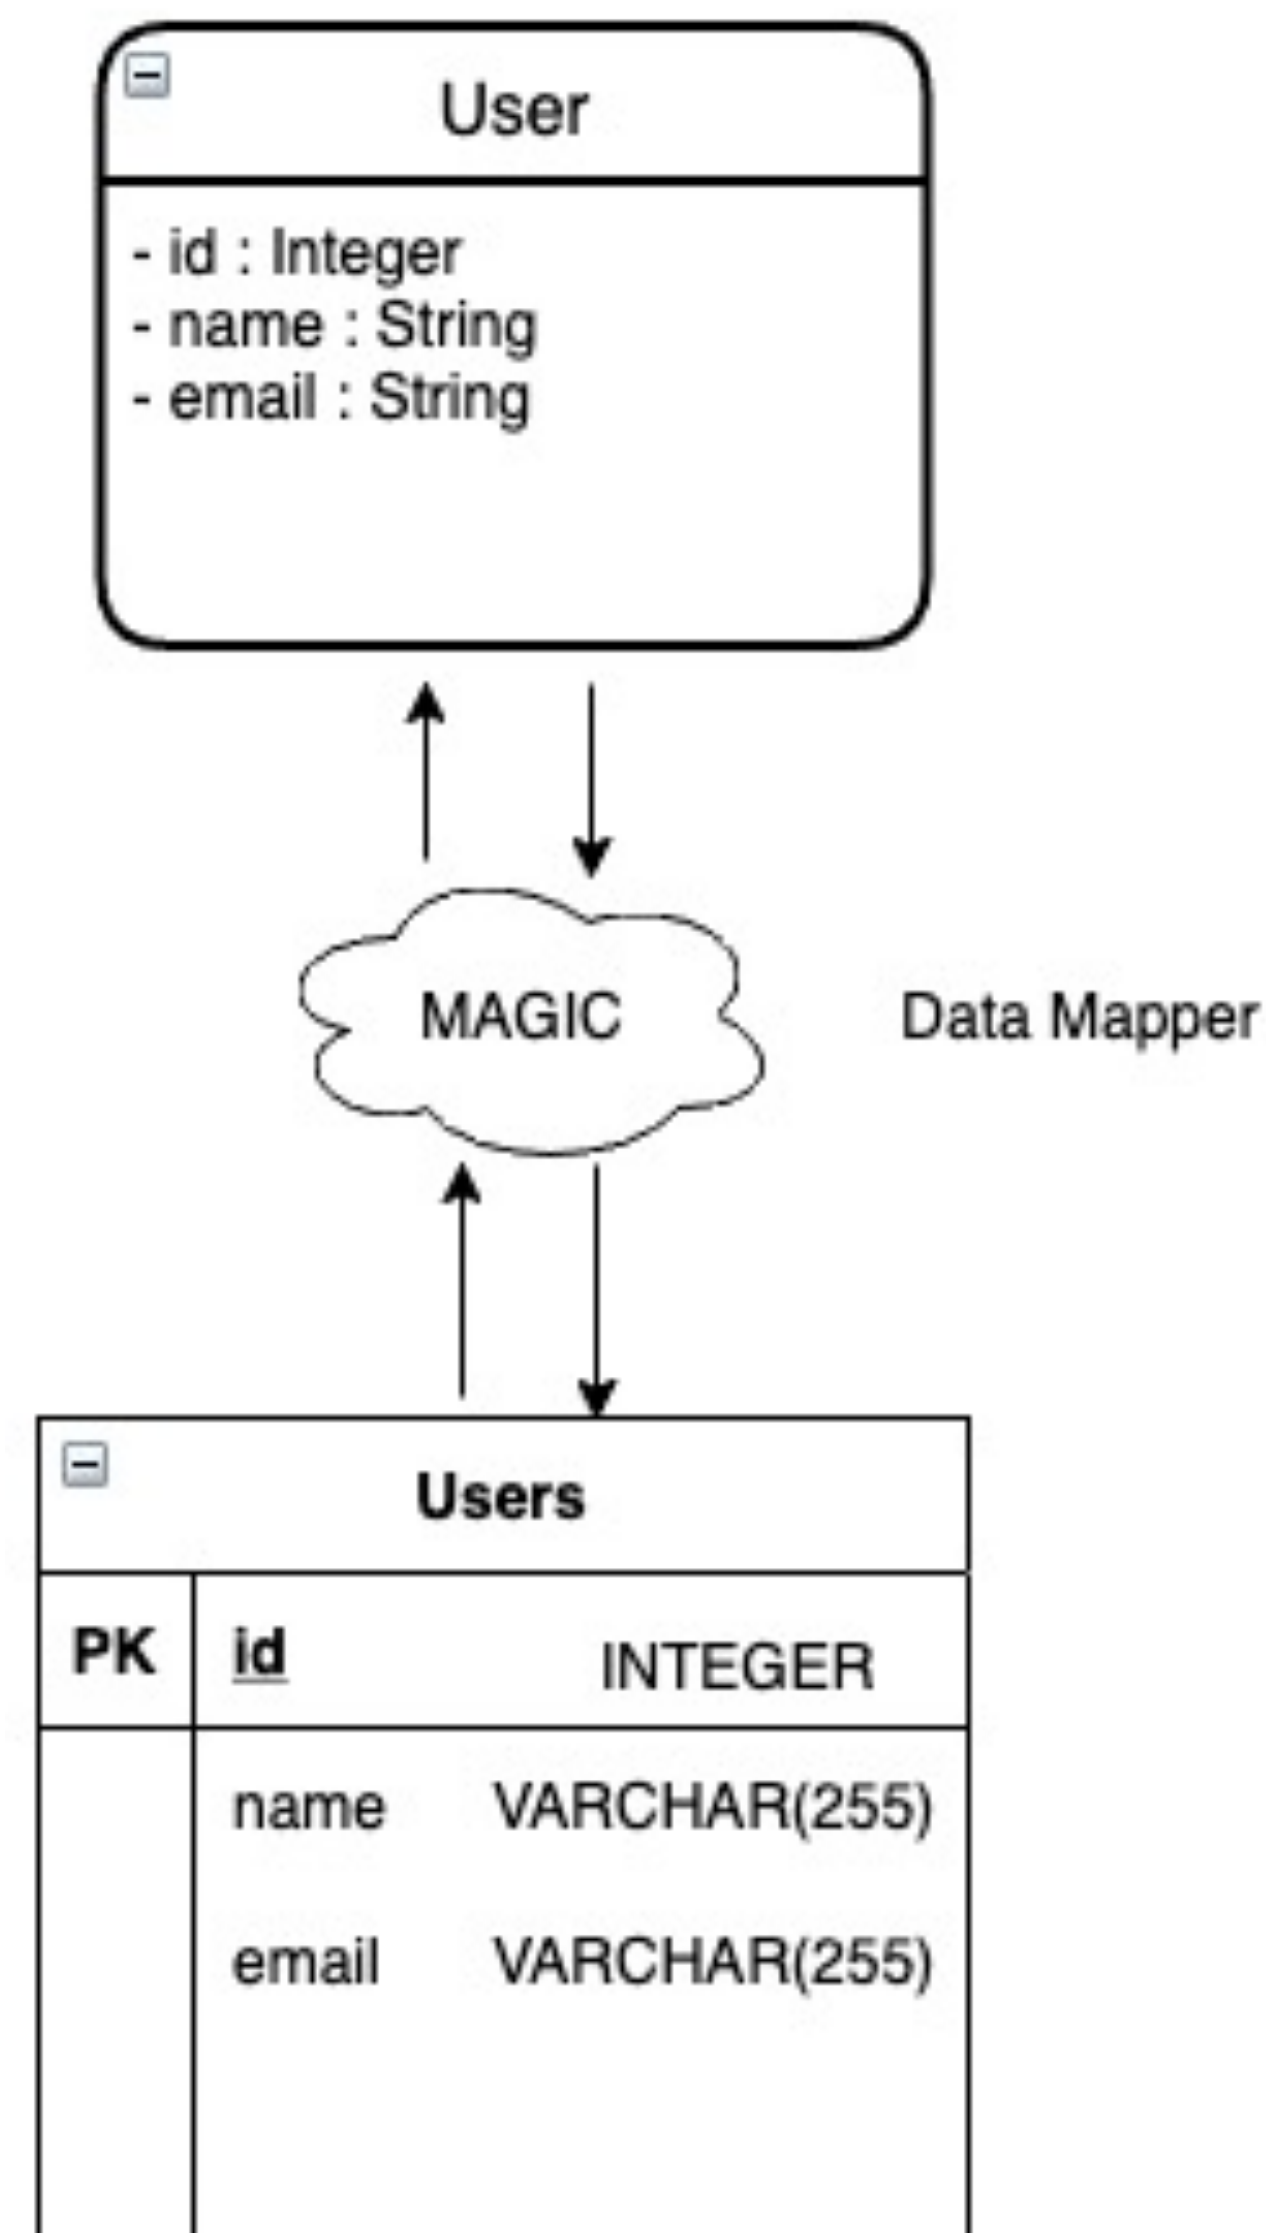 User
- id : Integer
- name : String
- email : String
MAGIC
Data Mapper
Users
PK id INTEGER
name VARCHAR(255)
email VARCHAR(255)